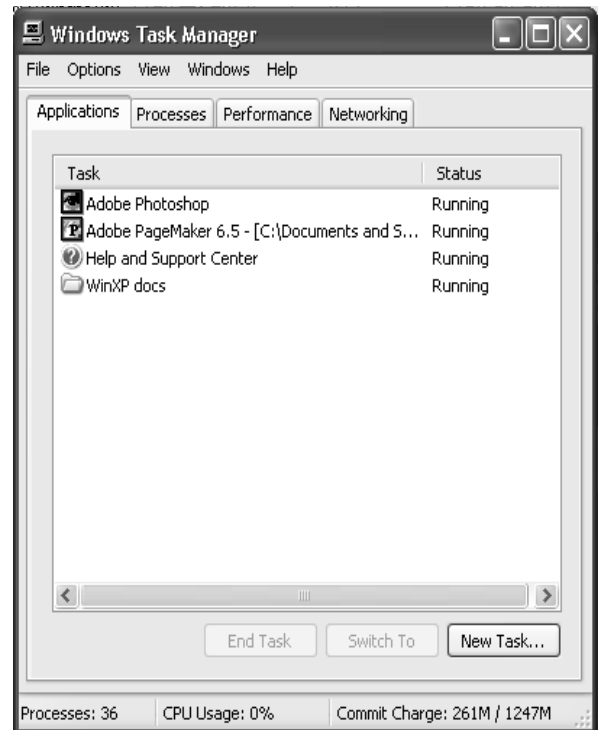 Windows Task Manager
File Options View Windows Help
Applications Processes Performance Networking
Task Status
Adobe Photoshop Running
Adobe PageMaker 6.5 - [C:\Documents and S... Running
Help and Support Center Running
WinXP docs Running
End Task Switch To New Task...
Processes: 36 CPU Usage: 0% Commit Charge: 261M / 1247M